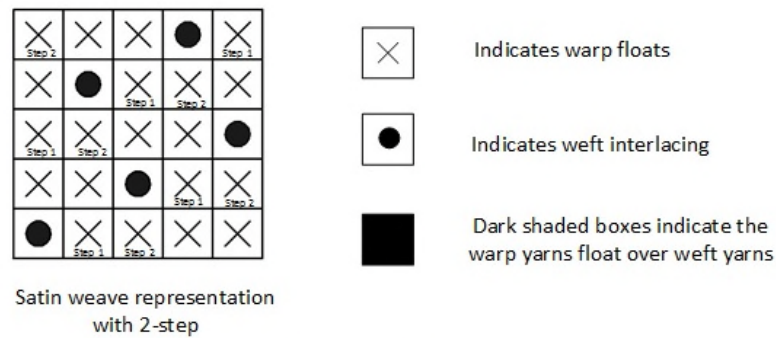 Step 2
Step 1
Indicates warp floats
Step 1
Step 2
Step 1
Step 2
Indicates weft interlacing
Step 1
Step 2
Step 1
Step 2
Dark shaded boxes indicate the
warp yarns float over weft yarns
Satin weave representation
with 2-step